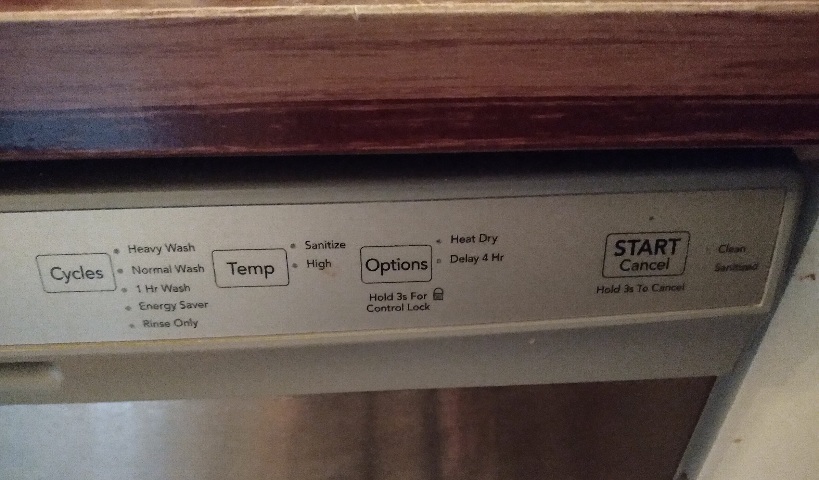 Cycles
Heavy Wash
Normal Wash
1 Hr Wash
Energy Saver
Rinse Only
Temp
Sanitize
High
Options
Heat Dry
Delay 4 Hr
Hold 3s For
Control Lock
START
Cancel
Hold 3s To Cancel
Clean
Sanitized